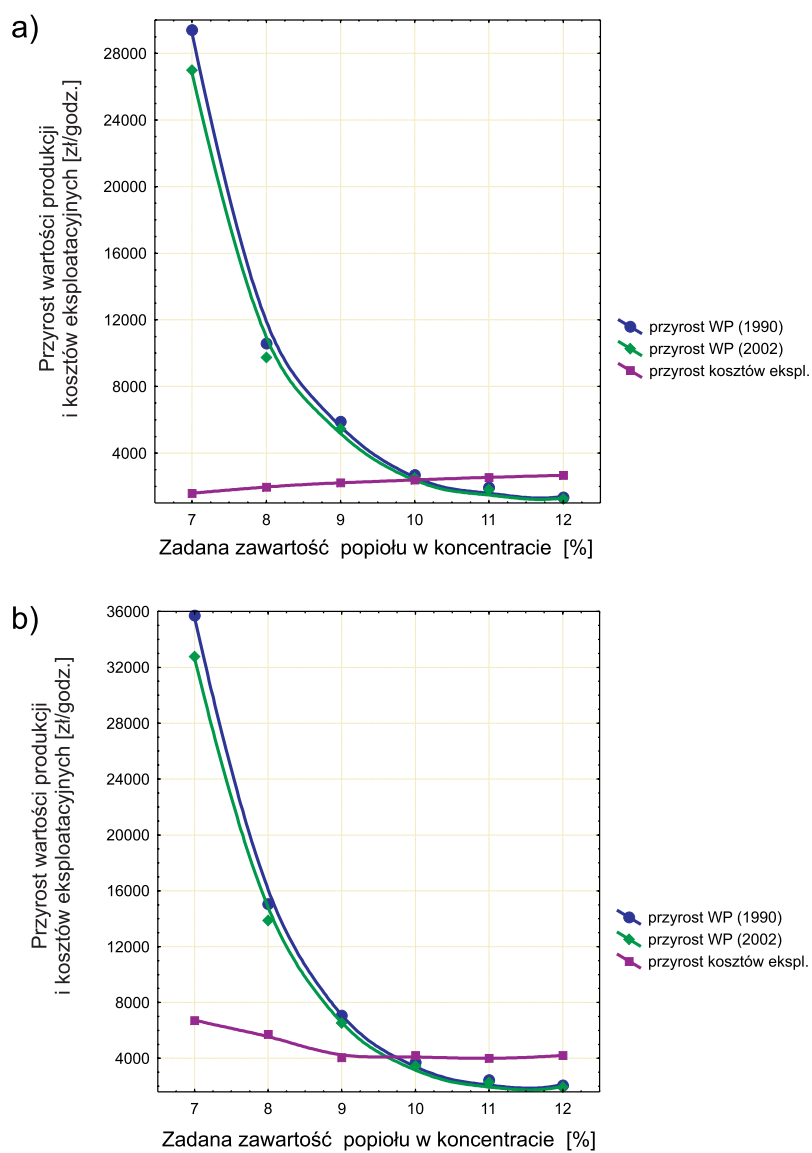 a)
Przyrost wartości produkcji
i kosztów eksploatacyjnych [zł/godz.]
28000
24000
20000
16000
12000
8000
4000
7 8 9 10 11 12
Zadana zawartość popiołu w koncentracie [%]
przyrost WP (1990)
przyrost WP (2002)
przyrost kosztów ekspl.
b)
Przyrost wartości produkcji
i kosztów eksploatacyjnych [zł/godz.]
36000
32000
28000
24000
20000
16000
12000
8000
4000
7 8 9 10 11 12
Zadana zawartość popiołu w koncentracie [%]
przyrost WP (1990)
przyrost WP (2002)
przyrost kosztów ekspl.